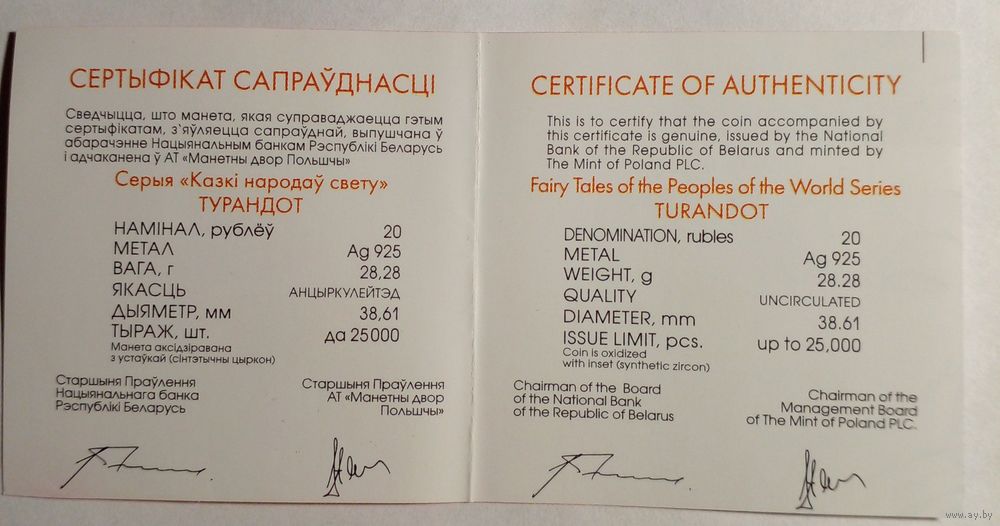 СЕРТЫФІКАТ САПРАЎДНАСЦІ
Сведчыцца, што манета, якая суправаджаецца гэтым
сертыфікатам, з'яўляецца сапраўднай, выпушчана ў
абарачэнне Нацыянальным банкам Рэспублікі Беларусь
і адчаканена ў АТ «Манетны двор Польшчы»
Серыя «Казкі народаў свету»
ТУРАНДОТ
НАМІНАЛ, рублёў 20
МЕТАЛ Ag 925
ВАГА, г 28,28
ЯКАСЦЬ АНЦЫРКУЛЕЙТЭД
ДЫЯМЕТР, мм 38,61
ТЫРАЖ, шт. да 25000
Манета аксідзіравана
з устаўкай (сінтэтычны цыркон)
Старшыня Праўлення
Нацыянальнага банка
Рэспублікі Беларусь
Старшыня Праўлення
АТ «Манетны двор
Польшчы»
CERTIFICATE OF AUTHENTICITY
This is to certify that the coin accompanied by
this certificate is genuine, issued by the National
Bank of the Republic of Belarus and minted by
The Mint of Poland PLC.
Fairy Tales of the Peoples of the World Series
TURANDOT
DENOMINATION, rubles 20
METAL Ag 925
WEIGHT, g 28.28
QUALITY UNCIRCULATED
DIAMETER, mm 38.61
ISSUE LIMIT, pcs. up to 25,000
Coin is oxidized
with inset (synthetic zircon)
Chairman of the Board
of the National Bank
of the Republic of Belarus
Chairman of the
Management Board
of The Mint of Poland PLC.
www.ay.by